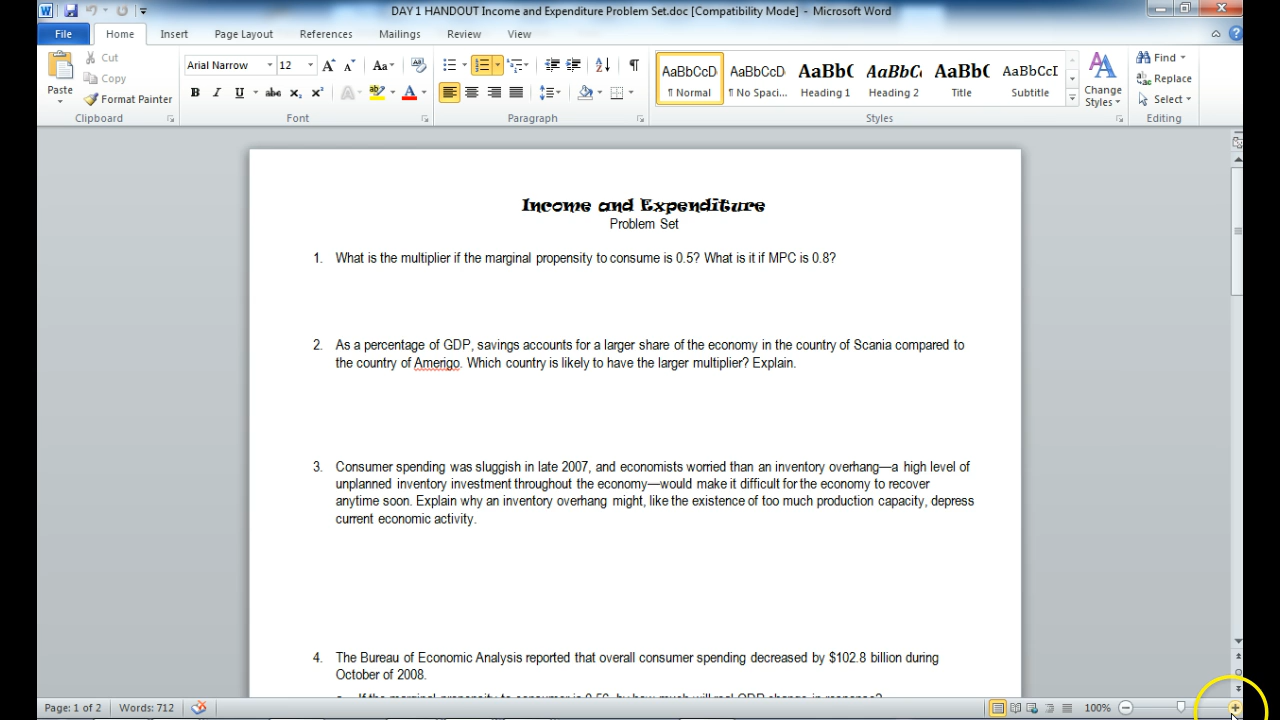 DAY 1 HANDOUT Income and Expenditure Problem Set.doc [Compatibility Mode] - Microsoft Word
File Home Insert Page Layout References Mailings Review View
Paste
Cut
Copy
Format Painter
Clipboard
Arial Narrow 12
Font
Paragraph
AaBbCcD AaBbCcD AaBb( AaBbC AaBb( AaBbCcI
¶ Normal ¶ No Spaci... Heading 1 Heading 2 Title Subtitle
Styles
Change
Styles
Find
Replace
Select
Editing
Income and Expenditure
Problem Set
1. What is the multiplier if the marginal propensity to consume is 0.5? What is it if MPC is 0.8?
2. As a percentage of GDP, savings accounts for a larger share of the economy in the country of Scania compared to
the country of Amerigo. Which country is likely to have the larger multiplier? Explain.
3. Consumer spending was sluggish in late 2007, and economists worried than an inventory overhang—a high level of
unplanned inventory investment throughout the economy—would make it difficult for the economy to recover
anytime soon. Explain why an inventory overhang might, like the existence of too much production capacity, depress
current economic activity.
4. The Bureau of Economic Analysis reported that overall consumer spending decreased by $102.8 billion during
October of 2008.
Page: 1 of 2 Words: 712 100%